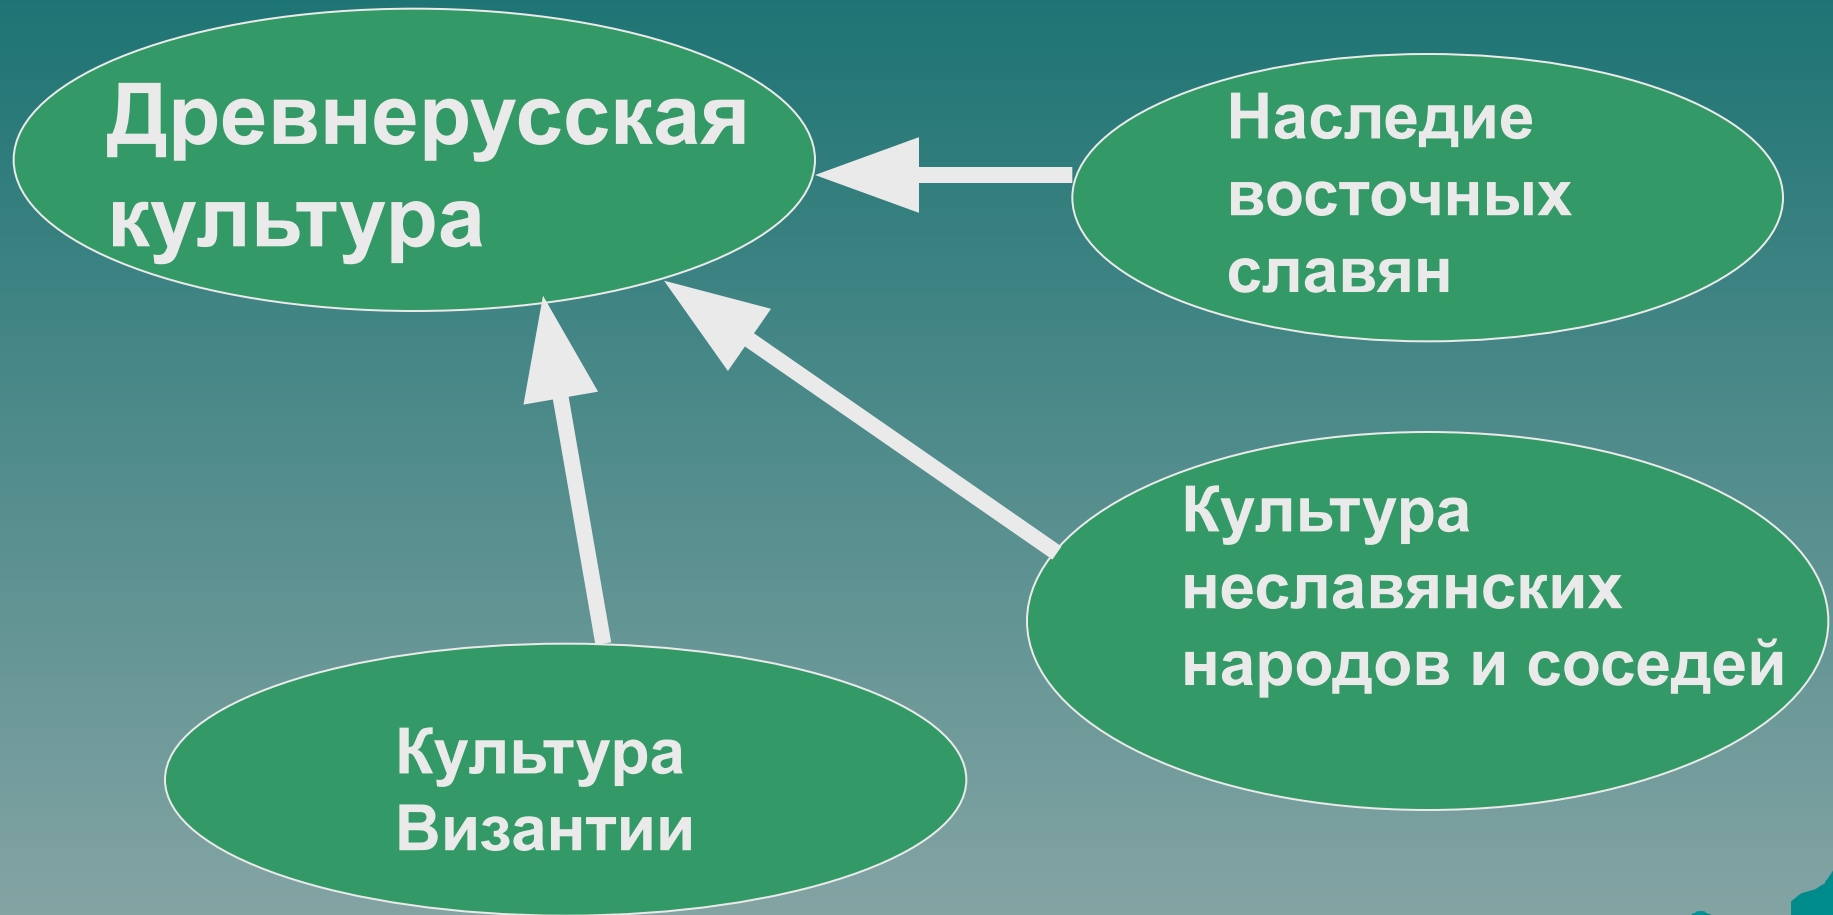 Древнерусская
культура
Наследие
восточных
славян
Культура
неславянских
народов и соседей
Культура
Византии